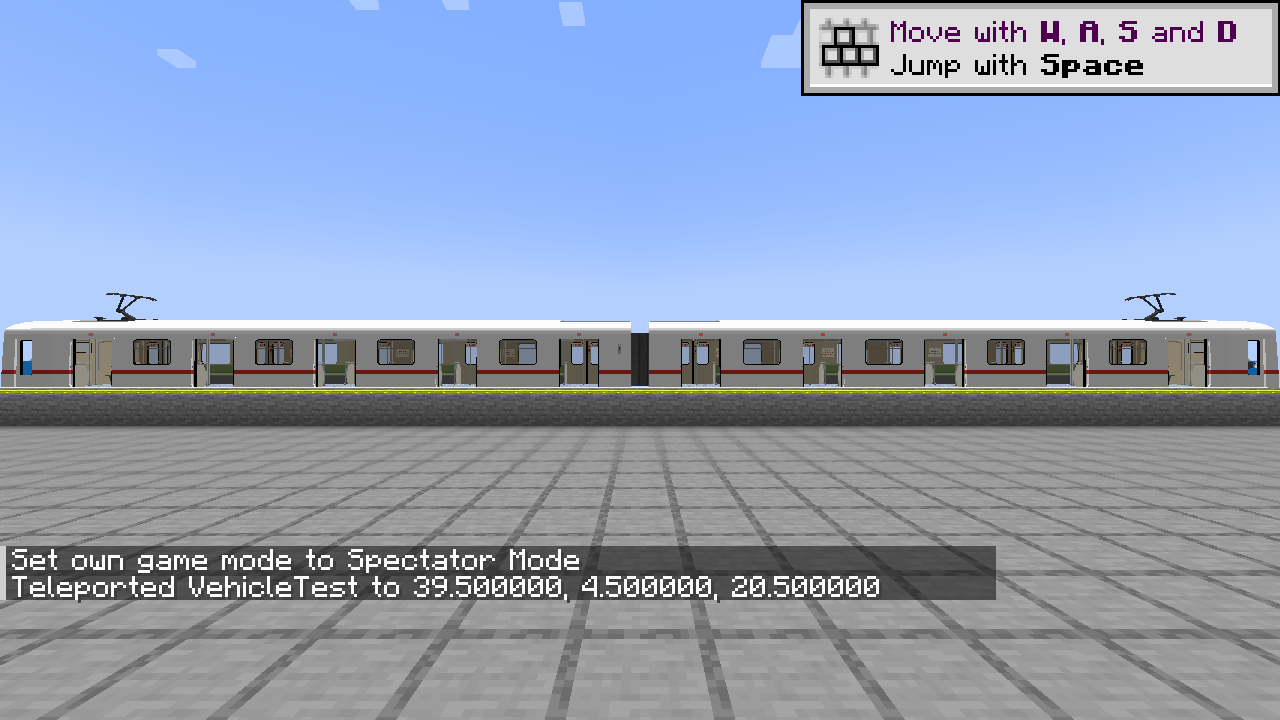 Move with W, A, S and D
Jump with Space
Set own game mode to Spectator Mode
Teleported VehicleTest to 39.500000, 4.500000, 20.500000